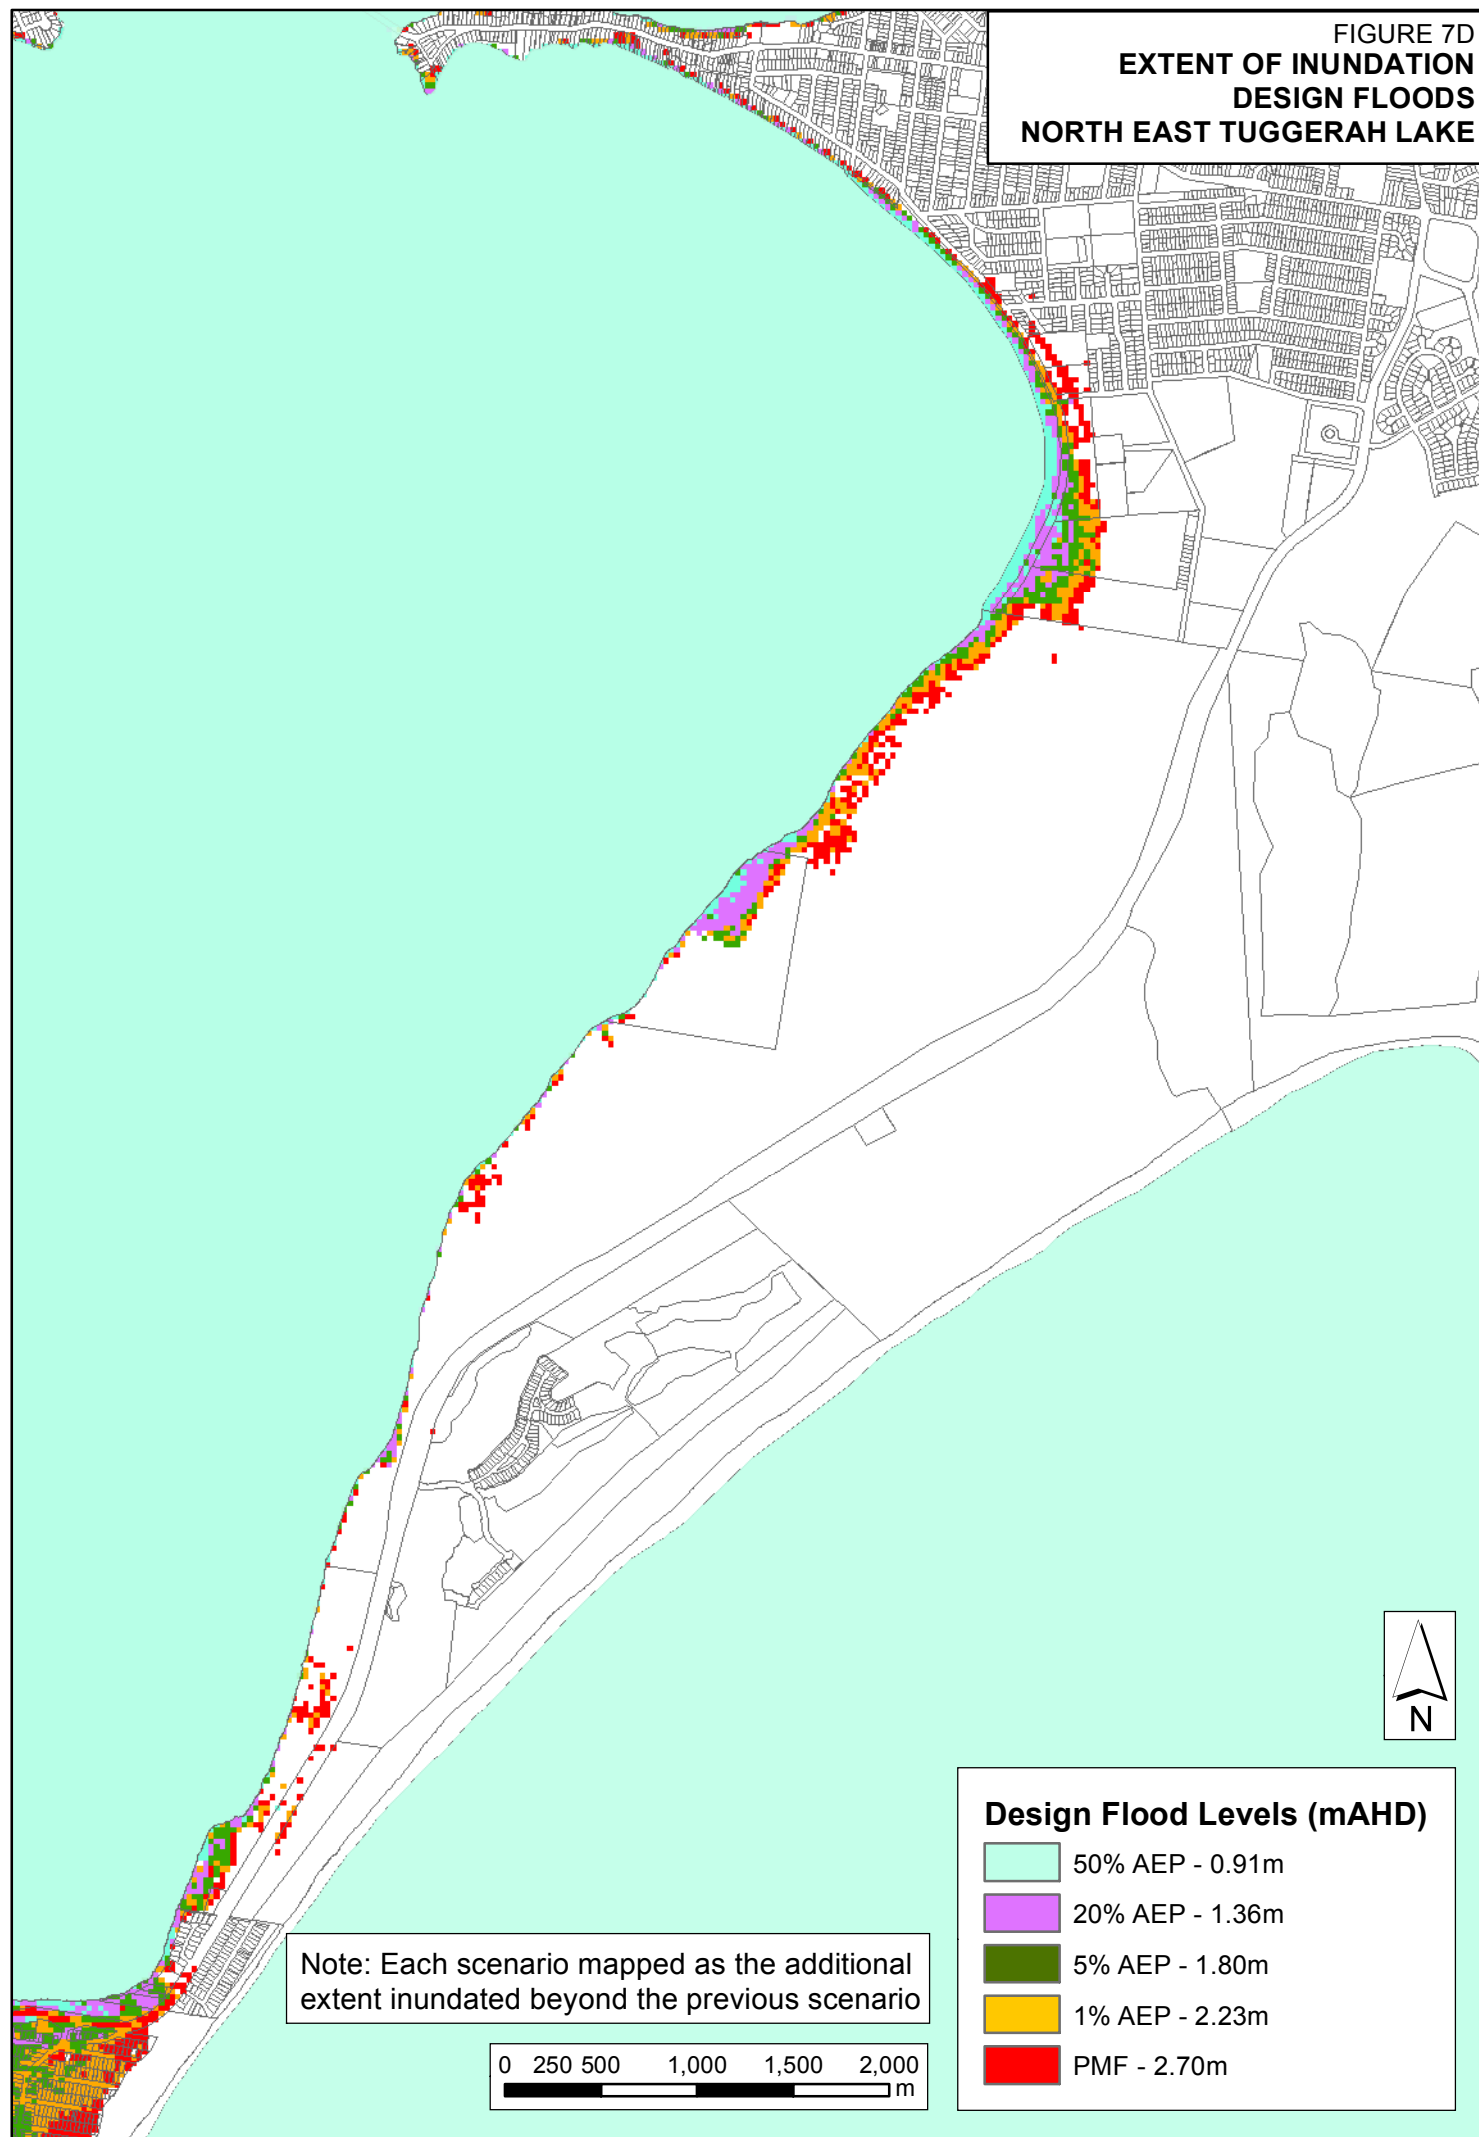 FIGURE 7D
EXTENT OF INUNDATION
DESIGN FLOODS
NORTH EAST TUGGERAH LAKE
N
Design Flood Levels (mAHD)
50% AEP - 0.91m
20% AEP - 1.36m
5% AEP - 1.80m
1% AEP - 2.23m
PMF - 2.70m
Note: Each scenario mapped as the additional
extent inundated beyond the previous scenario
0 250 500 1,000 1,500 2,000
m